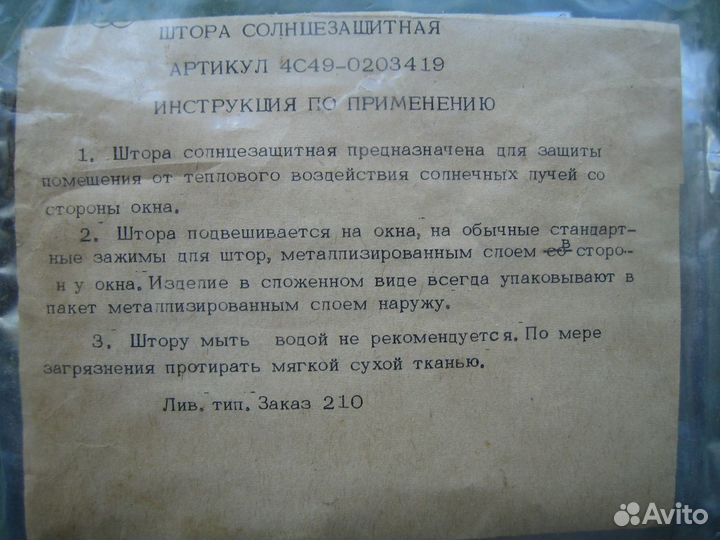 ШТОРА СОЛНЦЕЗАЩИТНАЯ
АРТИКУЛ 4С49-0203419
ИНСТРУКЦИЯ ПО ПРИМЕНЕНИЮ
1. Штора солнцезащитная предназначена для защиты
помещения от теплового воздействия солнечных лучей со
стороны окна.
2. Штора подвешивается на окна, на обычные стандарт-
ные зажимы для штор, металлизированным слоем в сторо-
н у окна. Изделие в сложенном виде всегда упаковывают в
пакет металлизированным слоем наружу.
3. Штору мыть водой не рекомендуется. По мере
загрязнения протирать мягкой сухой тканью.
Лив. тип. Заказ 210
Avito